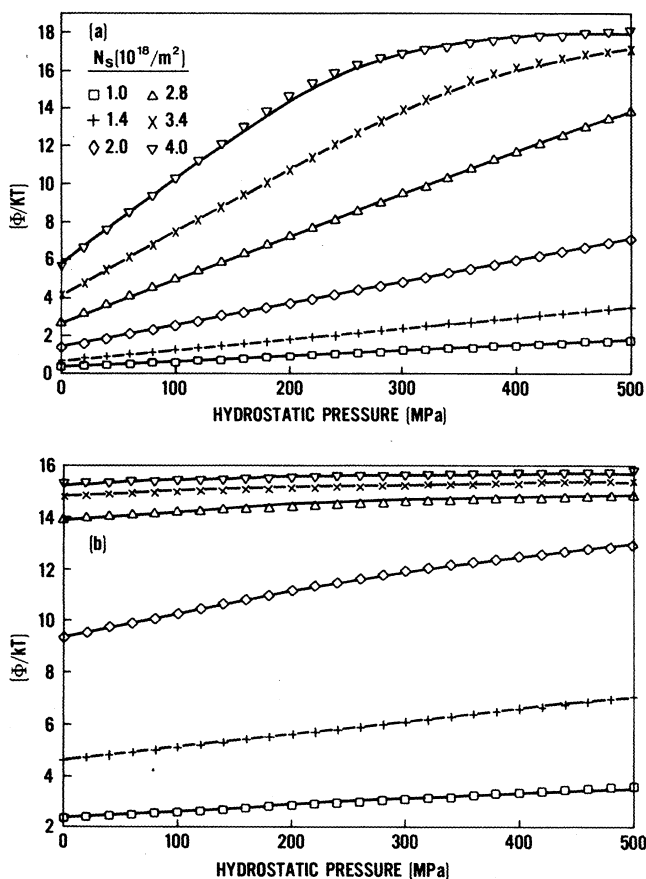 (a)
Ns(10^18/m^2)
□ 1.0 △ 2.8
+ 1.4 × 3.4
◇ 2.0 ▽ 4.0
18
16
14
12
10
8
6
4
2
0
(Φ/KT)
0 100 200 300 400 500
HYDROSTATIC PRESSURE (MPa)
(b)
16
14
12
10
8
6
4
2
(Φ/kT)
0 100 200 300 400 500
HYDROSTATIC PRESSURE (MPa)